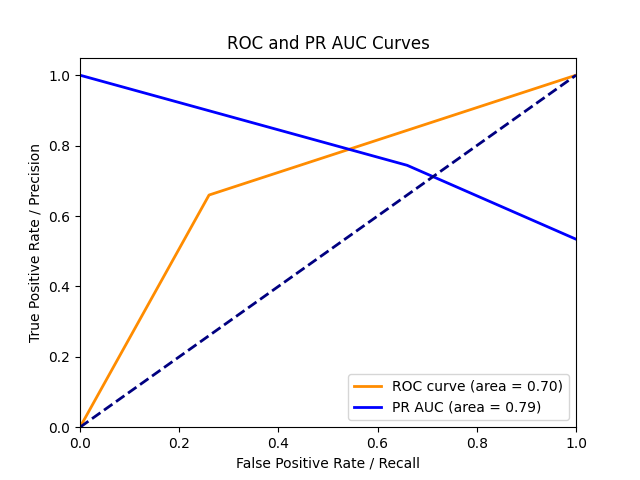 ROC and PR AUC Curves
True Positive Rate / Precision
1.0
0.8
0.6
0.4
0.2
0.0
0.0 0.2 0.4 0.6 0.8 1.0
False Positive Rate / Recall
ROC curve (area = 0.70)
PR AUC (area = 0.79)